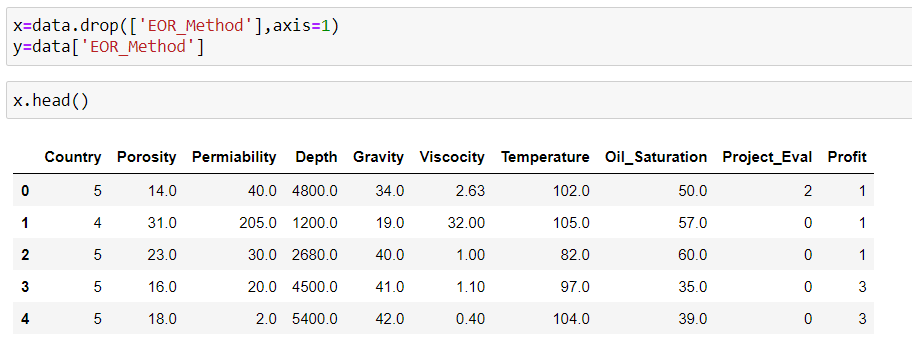 x=data.drop(['EOR_Method'],axis=1)
y=data['EOR_Method']
x.head()
Country Porosity Permiability Depth Gravity Viscocity Temperature Oil_Saturation Project_Eval Profit
0 5 14.0 40.0 4800.0 34.0 2.63 102.0 50.0 2 1
1 4 31.0 205.0 1200.0 19.0 32.00 105.0 57.0 0 1
2 5 23.0 30.0 2680.0 40.0 1.00 82.0 60.0 0 1
3 5 16.0 20.0 4500.0 41.0 1.10 97.0 35.0 0 3
4 5 18.0 2.0 5400.0 42.0 0.40 104.0 39.0 0 3